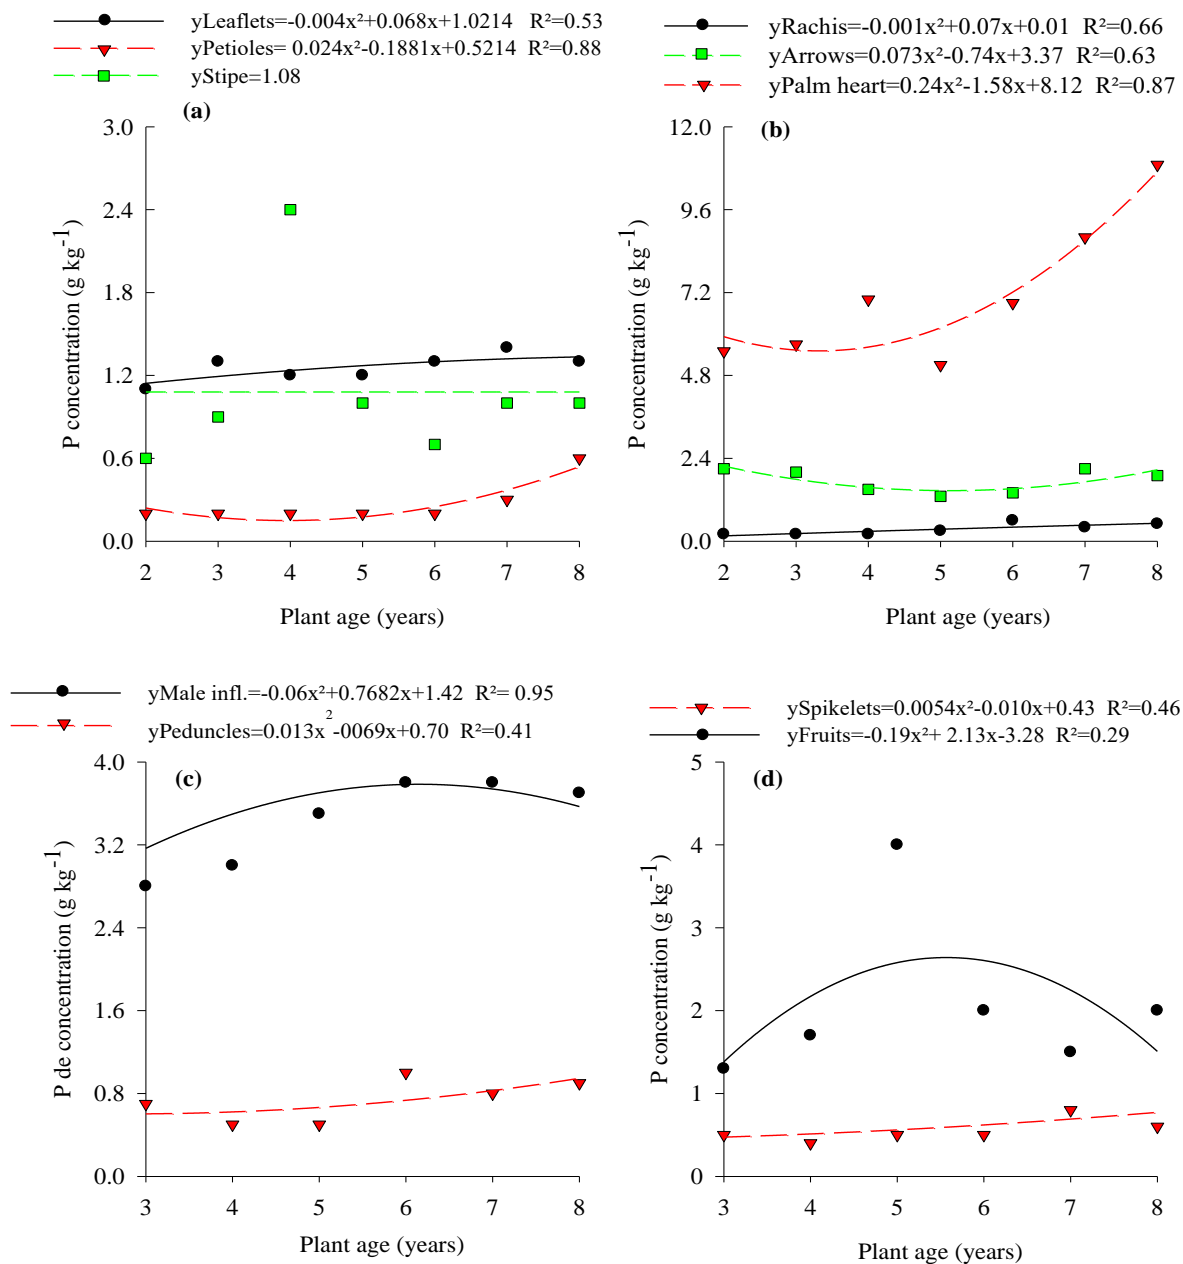 yLeaflets=-0.004x²+0.068x+1.0214 R²=0.53
yPetioles= 0.024x²-0.1881x+0.5214 R²=0.88
yStipe=1.08
(a)
3.0
2.4
1.8
1.2
0.6
0.0
P concentration (g kg⁻¹)
2 3 4 5 6 7 8
Plant age (years)
yRachis=-0.001x²+0.07x+0.01 R²=0.66
yArrows=0.073x²-0.74x+3.37 R²=0.63
yPalm heart=0.24x²-1.58x+8.12 R²=0.87
(b)
12.0
9.6
7.2
4.8
2.4
0.0
P concentration (g kg⁻¹)
2 3 4 5 6 7 8
Plant age (years)
yMale infl.=-0.06x²+0.7682x+1.42 R²= 0.95
yPeduncles=0.013x²-0069x+0.70 R²=0.41
(c)
4.0
3.2
2.4
1.6
0.8
0.0
P de concentration (g kg⁻¹)
3 4 5 6 7 8
Plant age (years)
ySpikelets=0.0054x²-0.010x+0.43 R²=0.46
yFruits=-0.19x²+ 2.13x-3.28 R²=0.29
(d)
5
4
3
2
1
0
P concentration (g kg⁻¹)
3 4 5 6 7 8
Plant age (years)